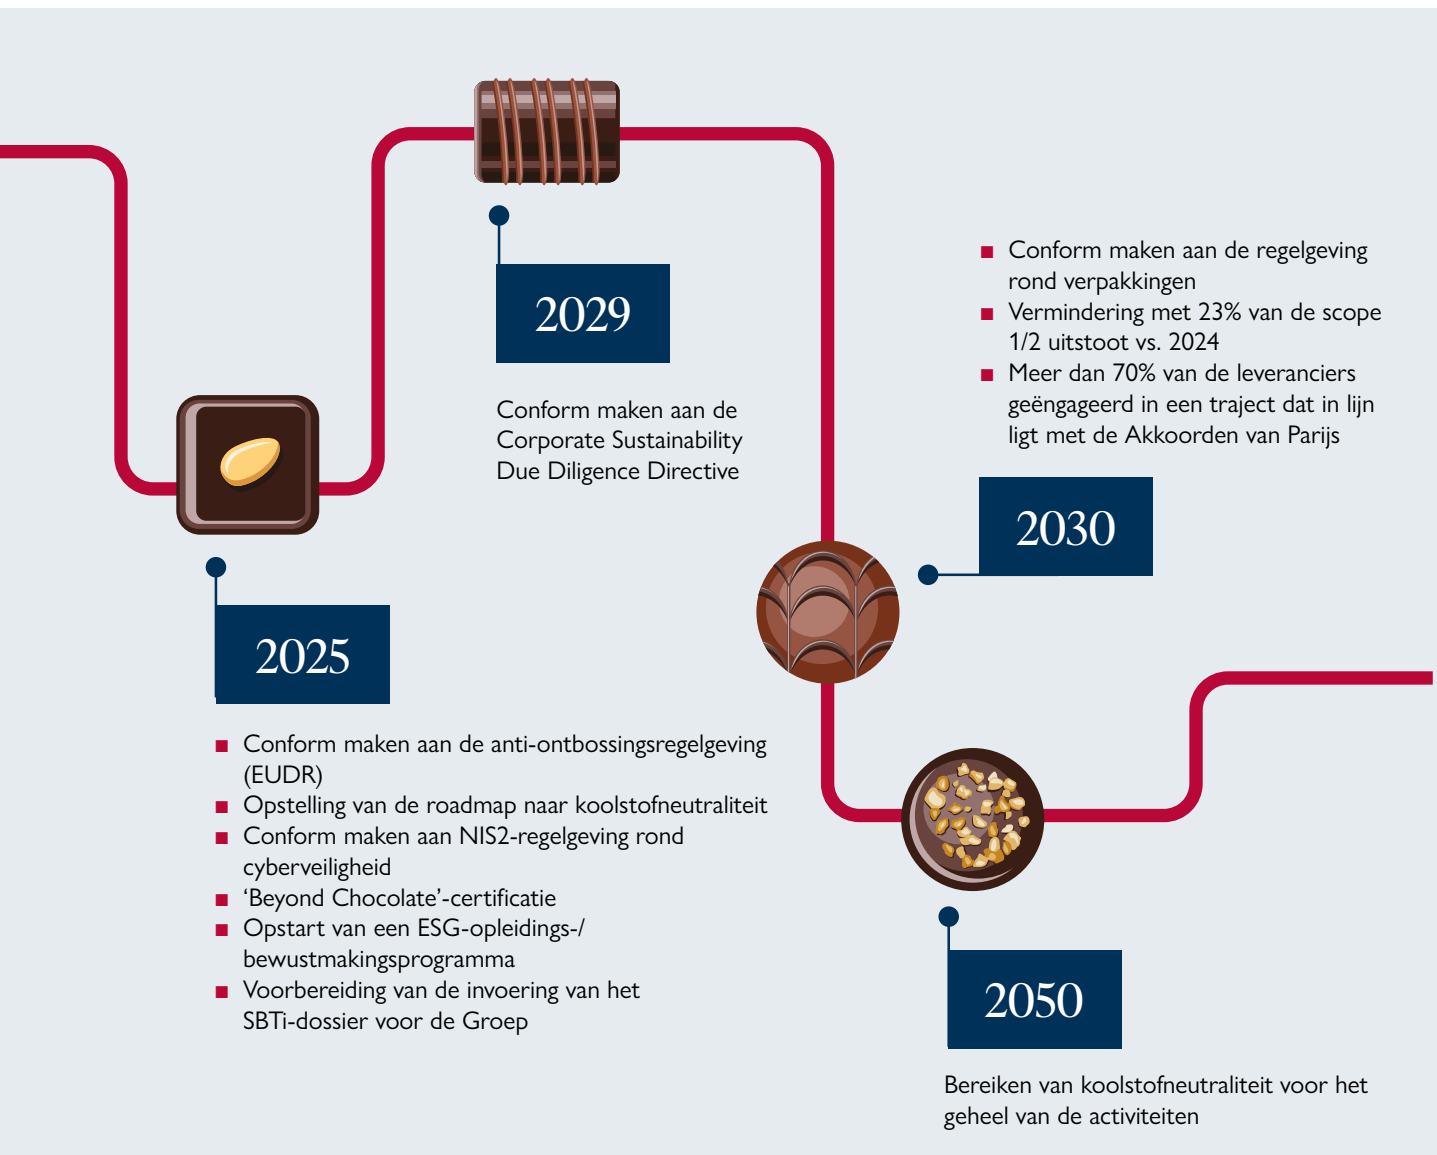 2025
■ Conform maken aan de anti-ontbossingsregelgeving
(EUDR)
■ Opstelling van de roadmap naar koolstofneutraliteit
■ Conform maken aan NIS2-regelgeving rond
cyberveiligheid
■ ‘Beyond Chocolate’-certificatie
■ Opstart van een ESG-opleidings-/
bewustmakingsprogramma
■ Voorbereiding van de invoering van het
SBTi-dossier voor de Groep
2029
Conform maken aan de
Corporate Sustainability
Due Diligence Directive
■ Conform maken aan de regelgeving
rond verpakkingen
■ Vermindering met 23% van de scope
1/2 uitstoot vs. 2024
■ Meer dan 70% van de leveranciers
geëngageerd in een traject dat in lijn
ligt met de Akkoorden van Parijs
2030
2050
Bereiken van koolstofneutraliteit voor het
geheel van de activiteiten